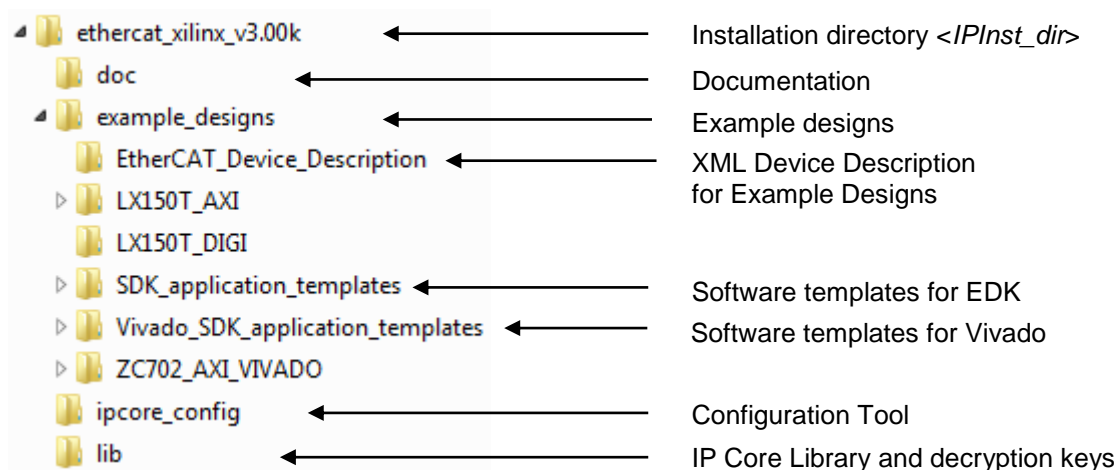 ethercat_xilinx_v3.00k Installation directory <IPInst_dir>
doc Documentation
example_designs Example designs
EtherCAT_Device_Description XML Device Description
for Example Designs
LX150T_AXI
LX150T_DIGI
SDK_application_templates Software templates for EDK
Vivado_SDK_application_templates Software templates for Vivado
ZC702_AXI_VIVADO
ipcore_config Configuration Tool
lib IP Core Library and decryption keys